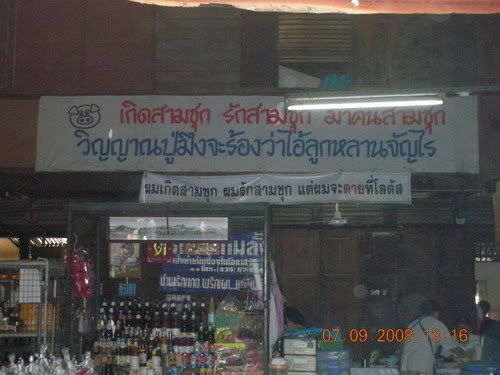 เกิดสามชุก รักสามชุก มาคนสามชุก
วิญญาณปู่มึงจะร้องว่าไอ้ลูกหลานจัญไร
ผมเกิดสามชุก ผมรักสามชุก แต่ผมจะตายที่โลตัส
โทร. (035)
07.09.2008 13:16